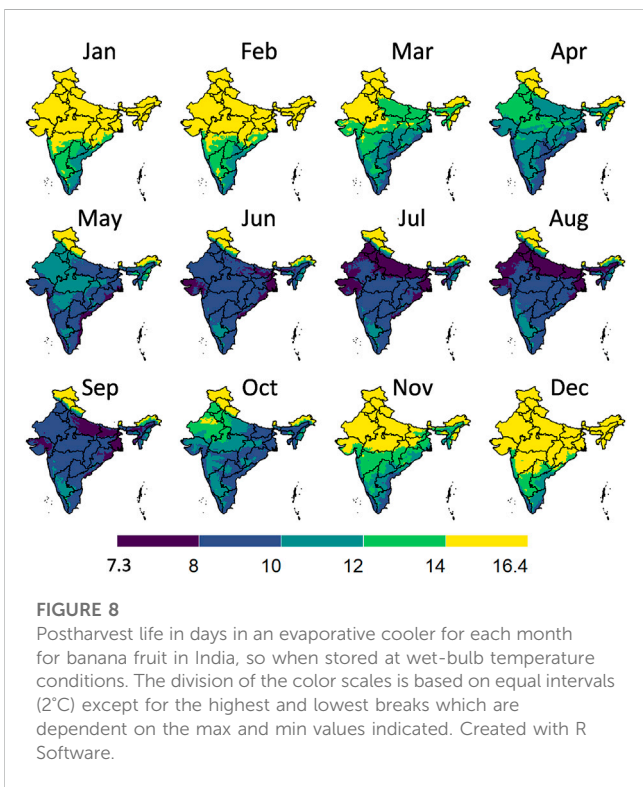 Jan Feb Mar Apr
May Jun Jul Aug
Sep Oct Nov Dec
7.3 8 10 12 14 16.4
FIGURE 8
Postharvest life in days in an evaporative cooler for each month
for banana fruit in India, so when stored at wet-bulb temperature
conditions. The division of the color scales is based on equal intervals
(2°C) except for the highest and lowest breaks which are
dependent on the max and min values indicated. Created with R
Software.